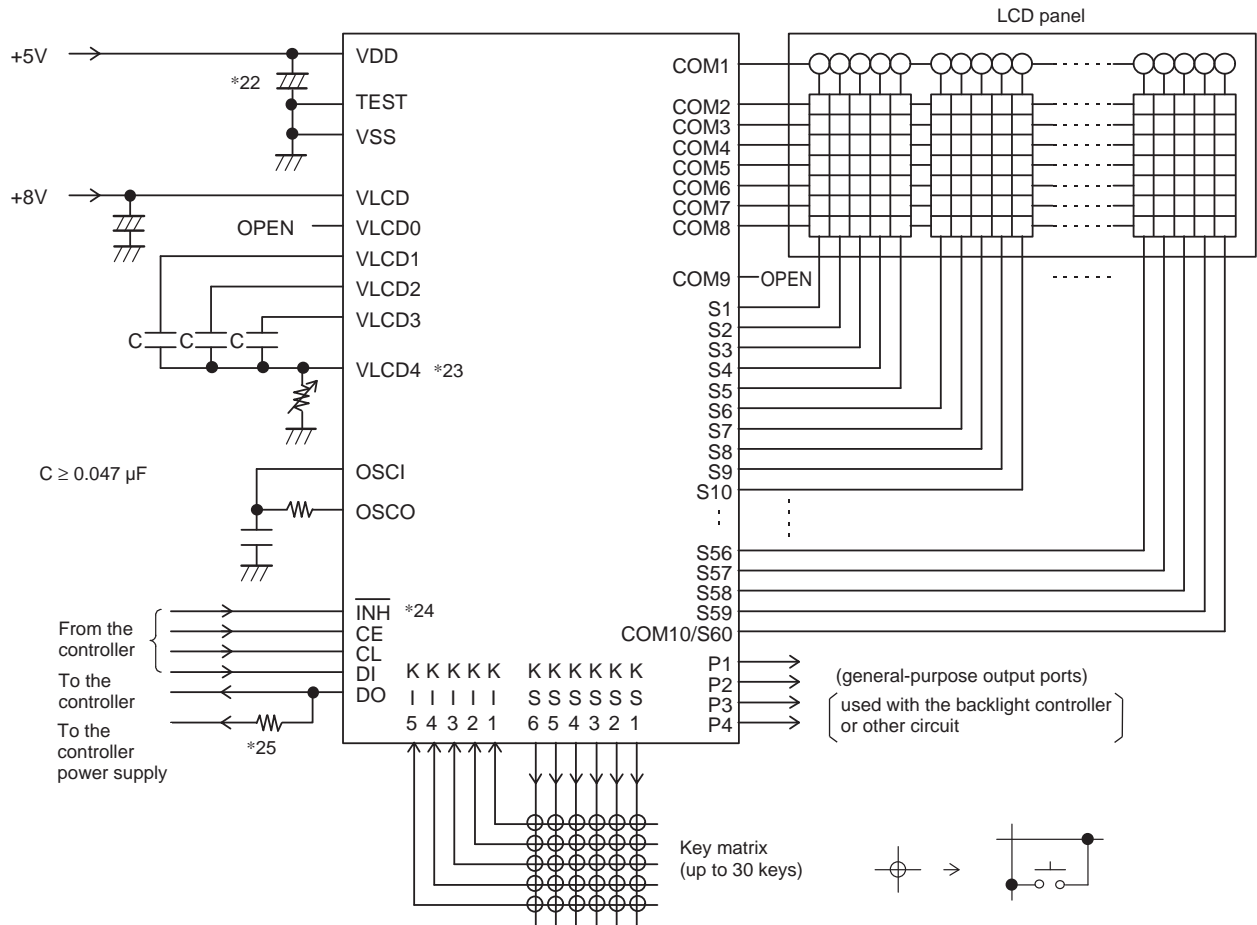 LCD panel
+5V
VDD
*22
TEST
VSS
+8V
VLCD
OPEN
VLCD0
VLCD1
VLCD2
VLCD3
C
C
C
VLCD4 *23
C ≥ 0.047 µF
OSCI
OSCO
INH *24
From the
controller
CE
CL
DI
To the
controller
DO
To the
controller
power supply
*25
COM1
COM2
COM3
COM4
COM5
COM6
COM7
COM8
COM9
OPEN
S1
S2
S3
S4
S5
S6
S7
S8
S9
S10
S56
S57
S58
S59
COM10/S60
P1
P2
P3
P4
(general-purpose output ports)
used with the backlight controller
or other circuit
K K K K K K K K K K K
I I I I I S S S S S S
5 4 3 2 1 6 5 4 3 2 1
Key matrix
(up to 30 keys)